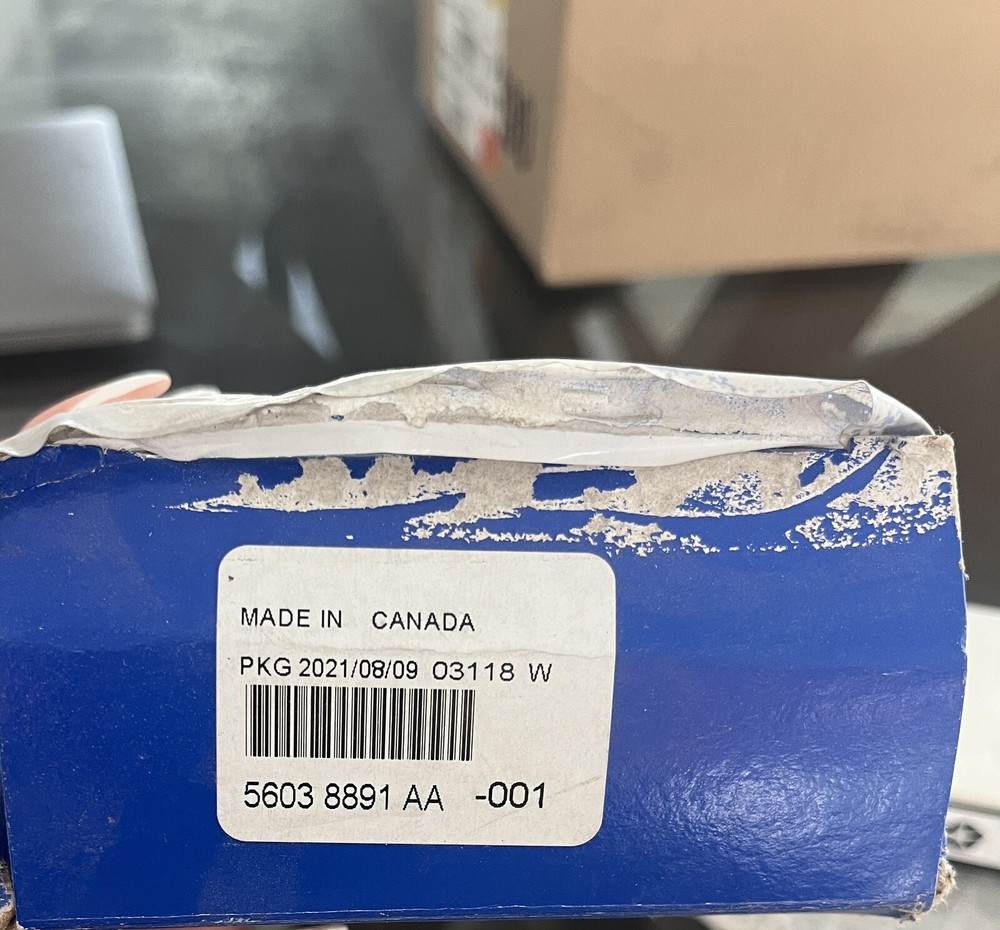 MADE IN CANADA
PKG 2021/08/09 03118 W
5603 8891 AA -001